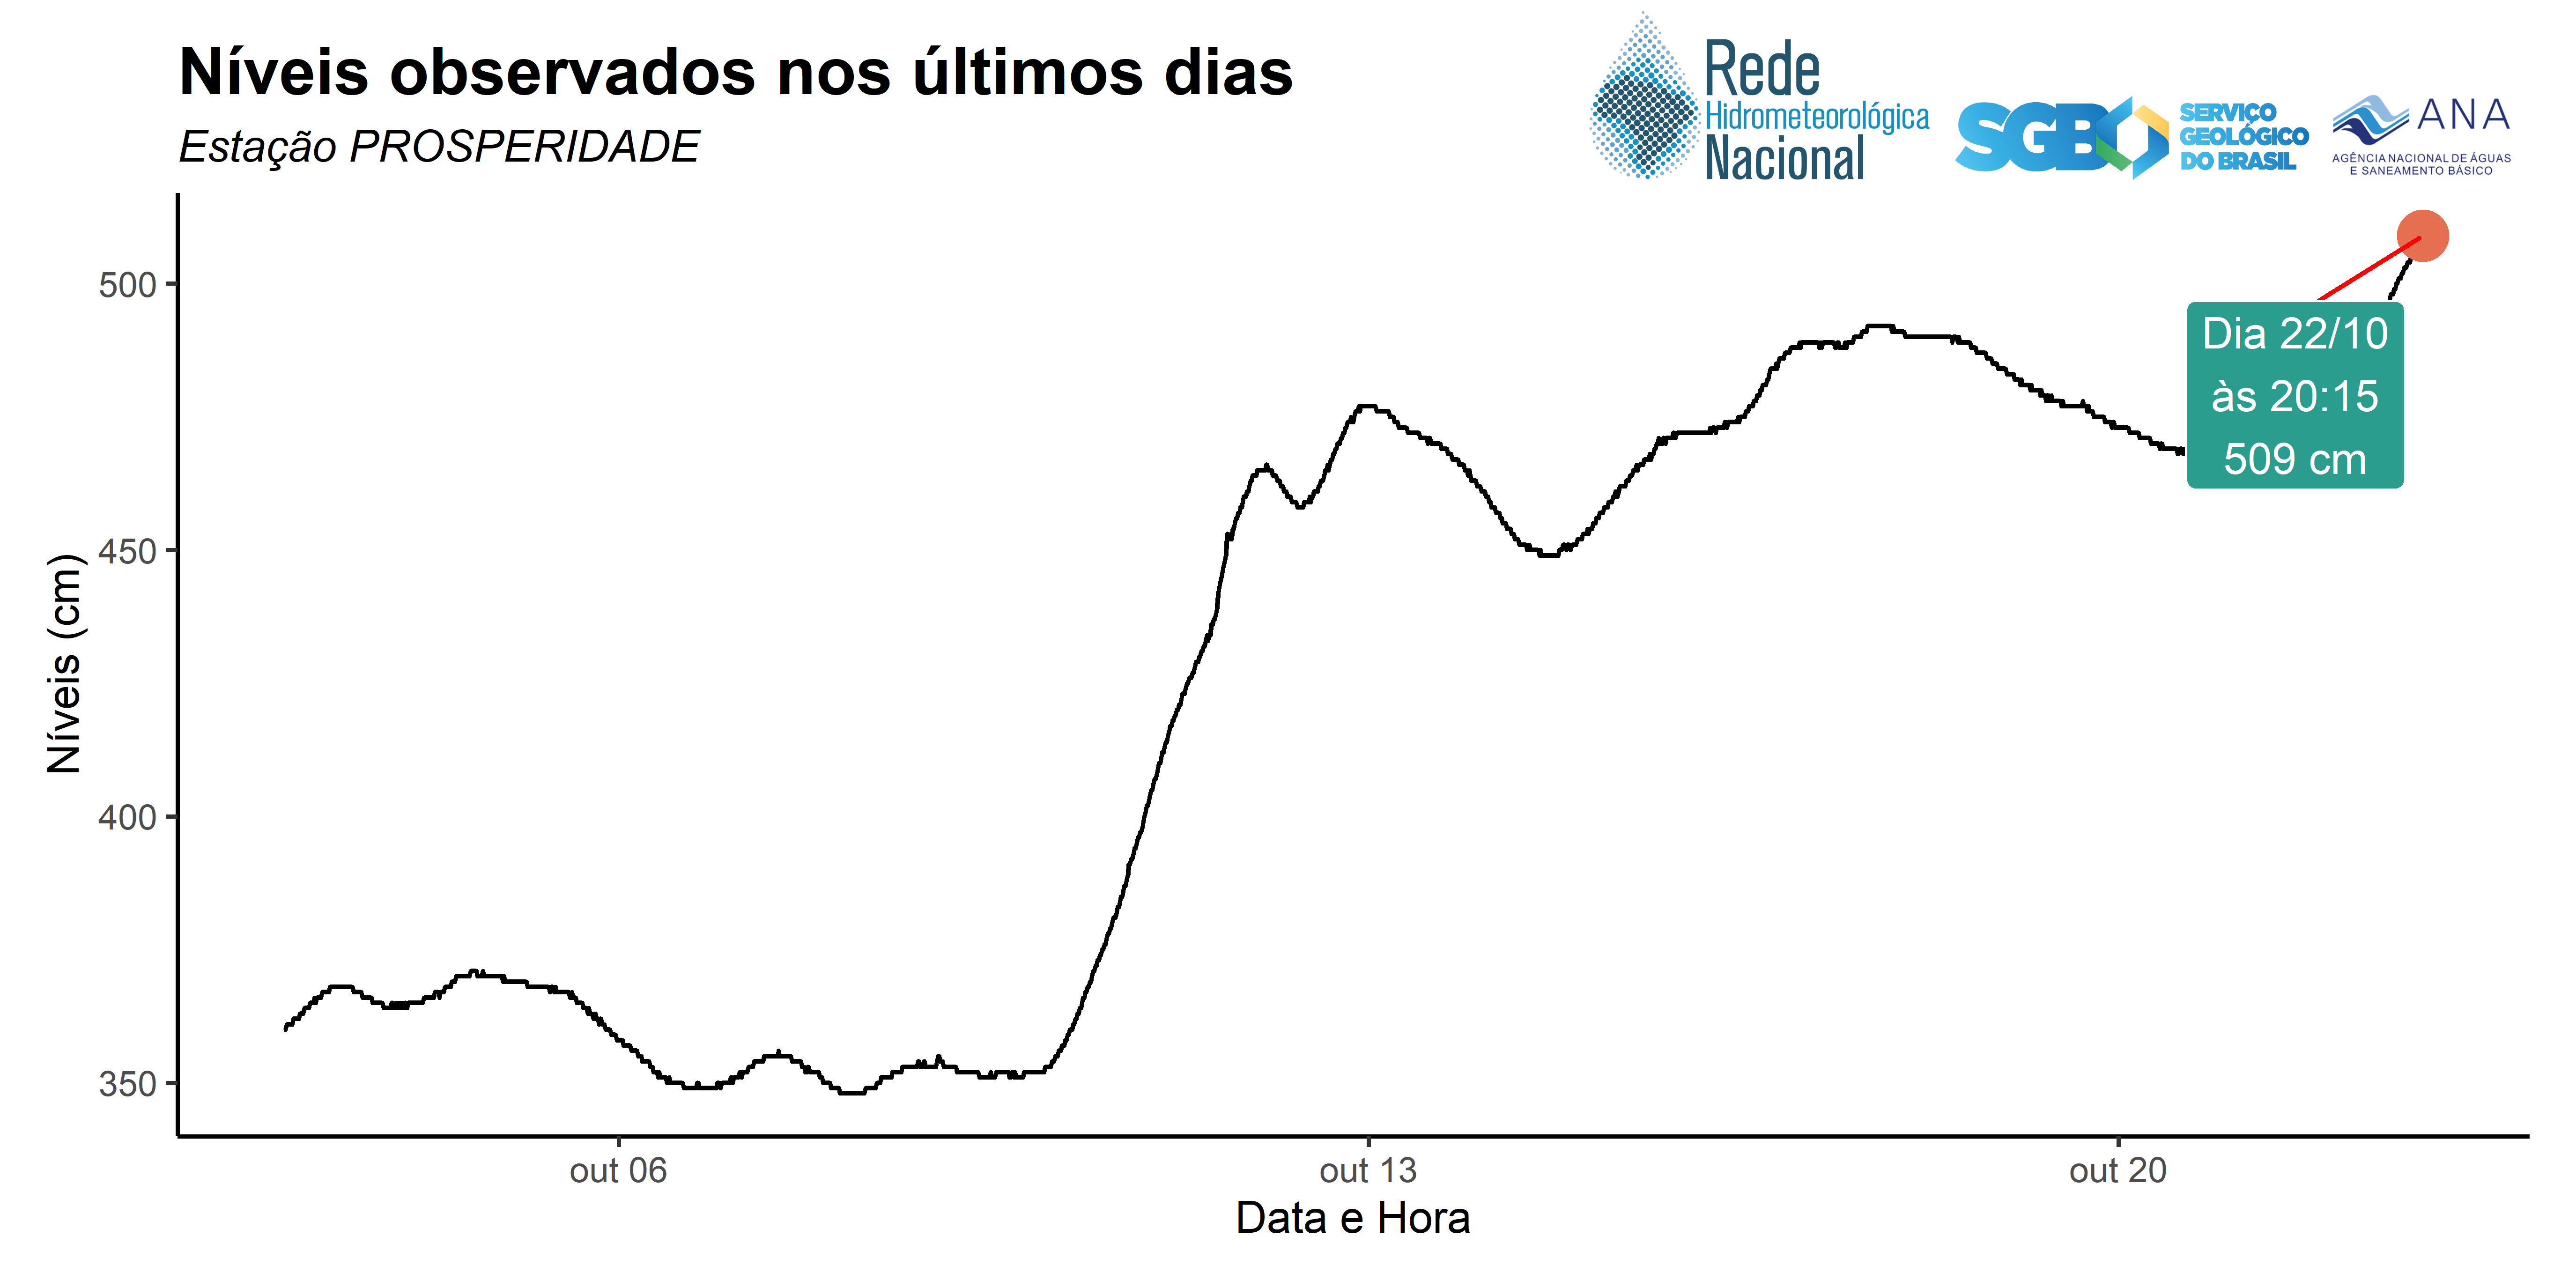 Níveis observados nos últimos dias
Estação PROSPERIDADE
Rede
Hidrometeorológica
Nacional
SGB
SERVIÇO
GEOLÓGICO
DO BRASIL
ANA
AGÊNCIA NACIONAL DE ÁGUAS
E SANEAMENTO BÁSICO
Níveis (cm)
500
450
400
350
Dia 22/10
às 20:15
509 cm
out 06
out 13
out 20
Data e Hora